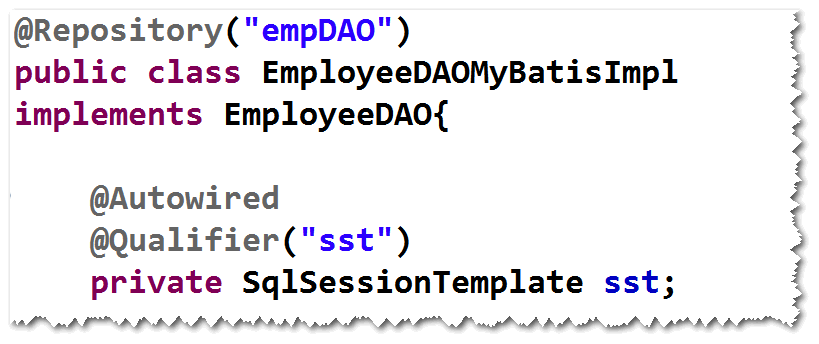 @Repository("empDAO")
public class EmployeeDAOMyBatisImpl
implements EmployeeDAO{
@Autowired
@Qualifier("sst")
private SqlSessionTemplate sst;